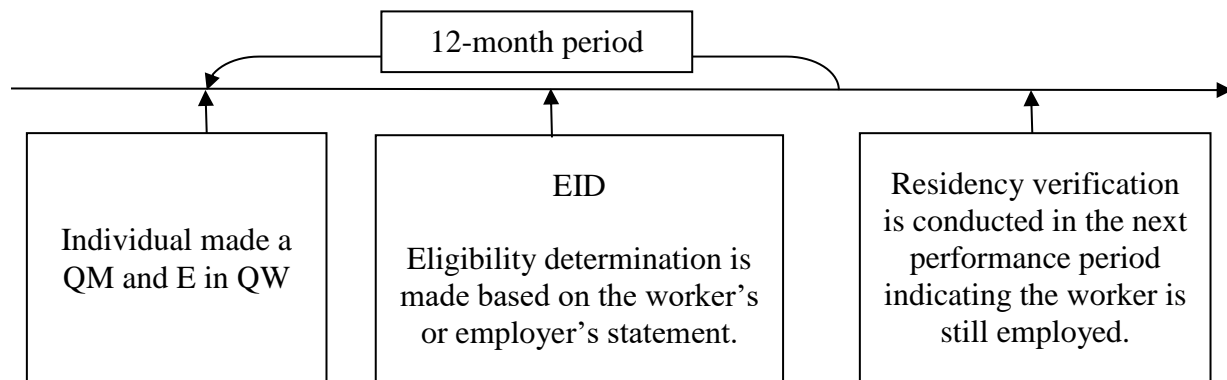 12-month period
Individual made a
QM and E in QW
EID
Eligibility determination is
made based on the worker’s
or employer’s statement.
Residency verification
is conducted in the next
performance period
indicating the worker is
still employed.